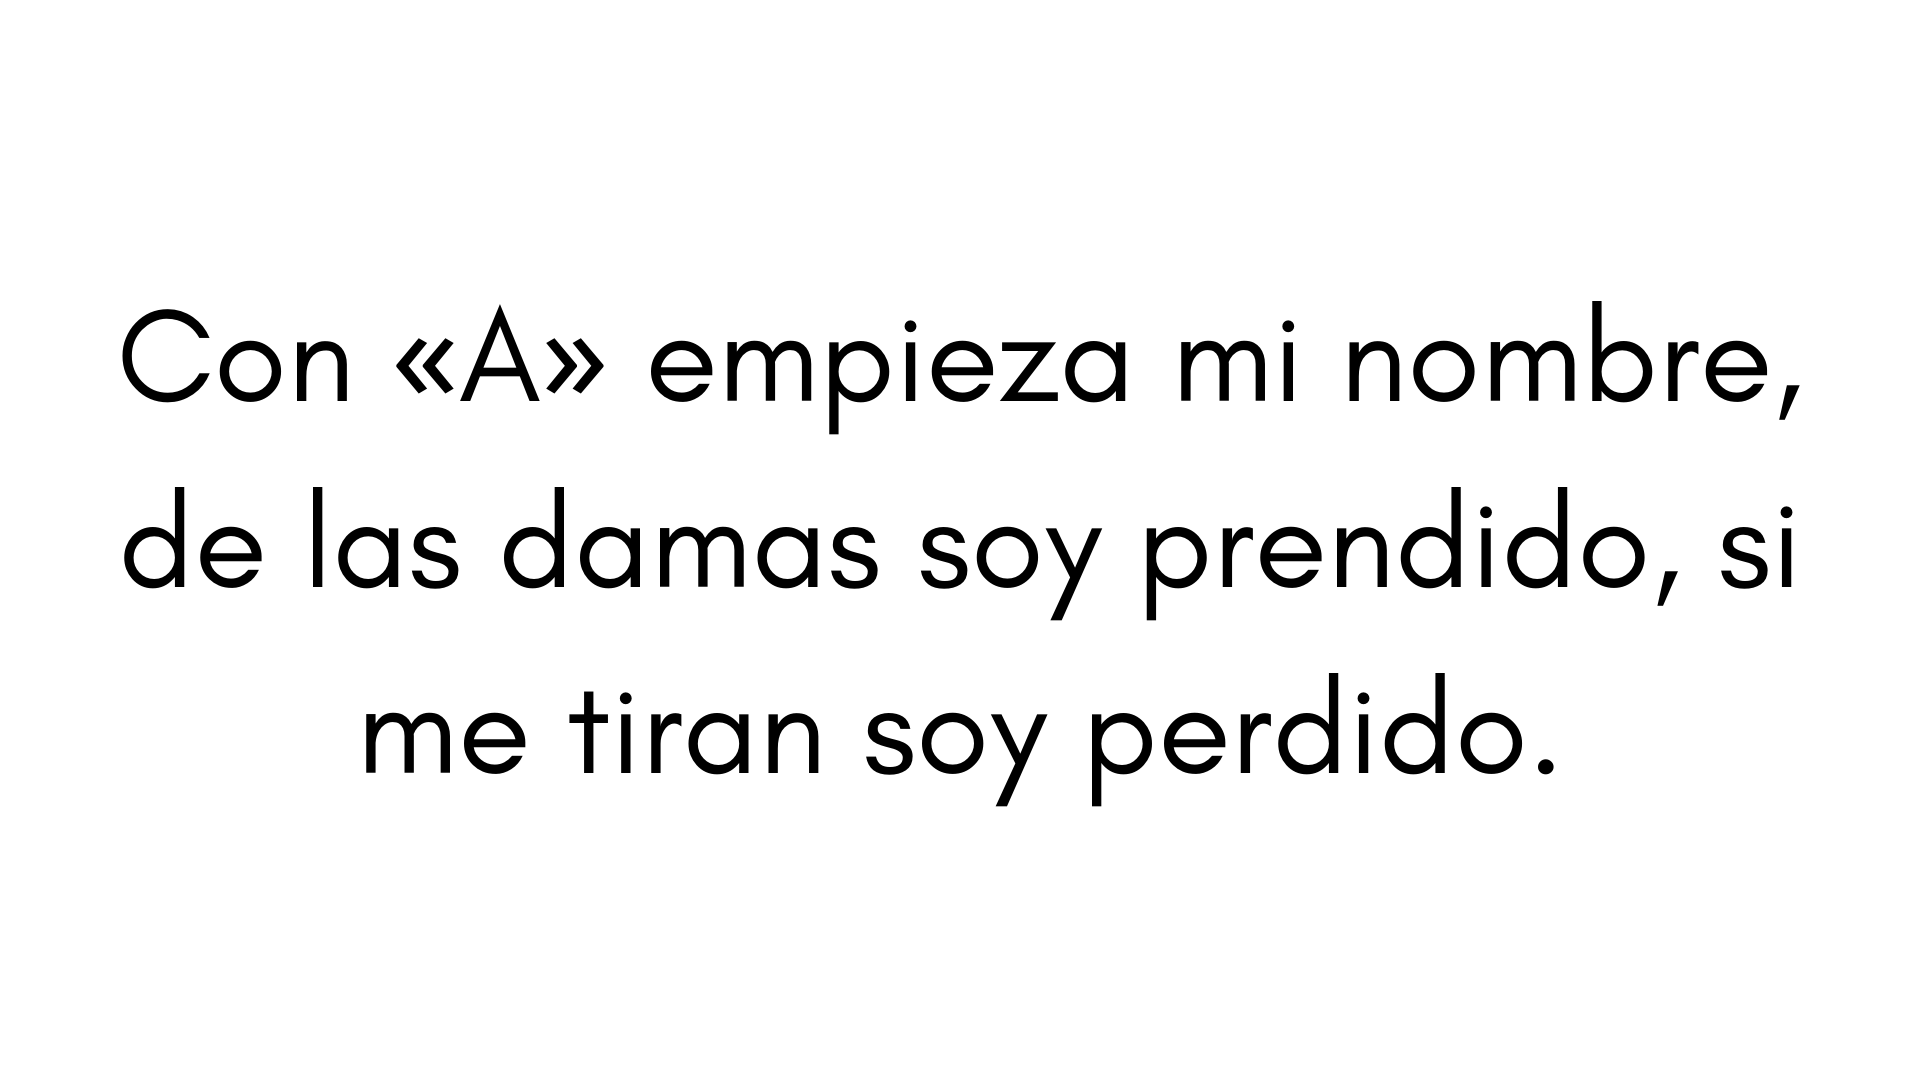 Con «A» empieza mi nombre,
de las damas soy prendido, si
me tiran soy perdido.